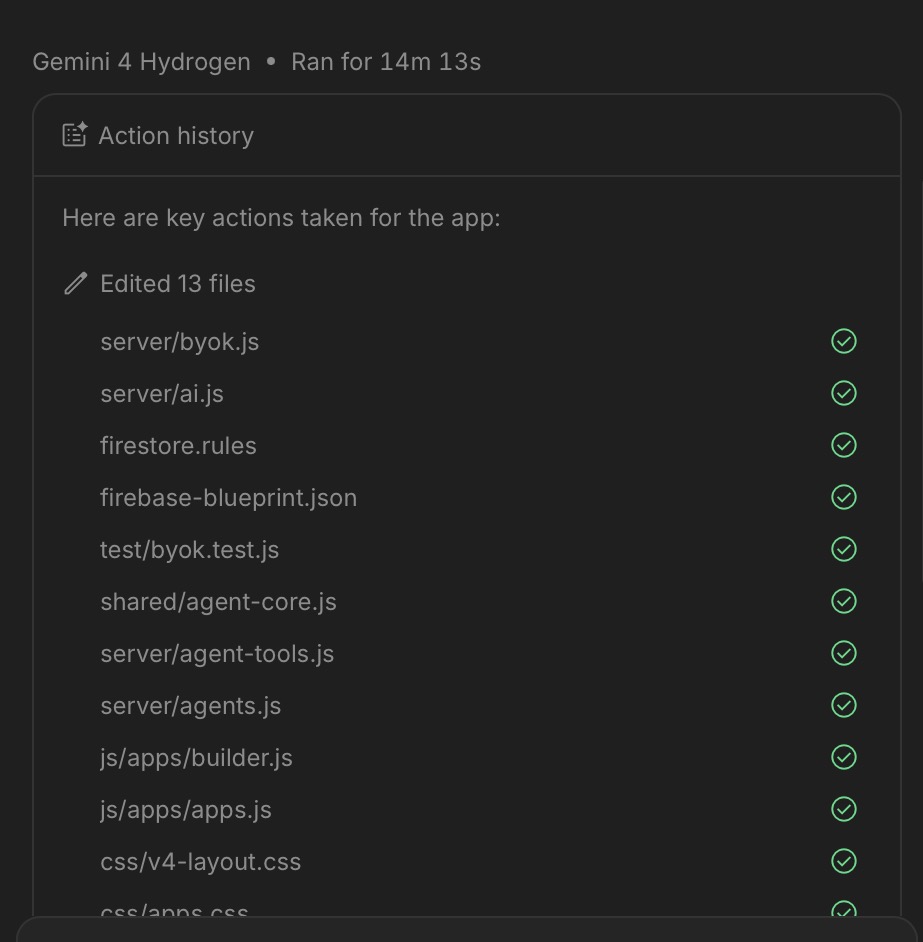 Gemini 4 Hydrogen • Ran for 14m 13s
Action history
Here are key actions taken for the app:
Edited 13 files
server/byok.js
server/ai.js
firestore.rules
firebase-blueprint.json
test/byok.test.js
shared/agent-core.js
server/agent-tools.js
server/agents.js
js/apps/builder.js
js/apps/apps.js
css/v4-layout.css
css/apps.css